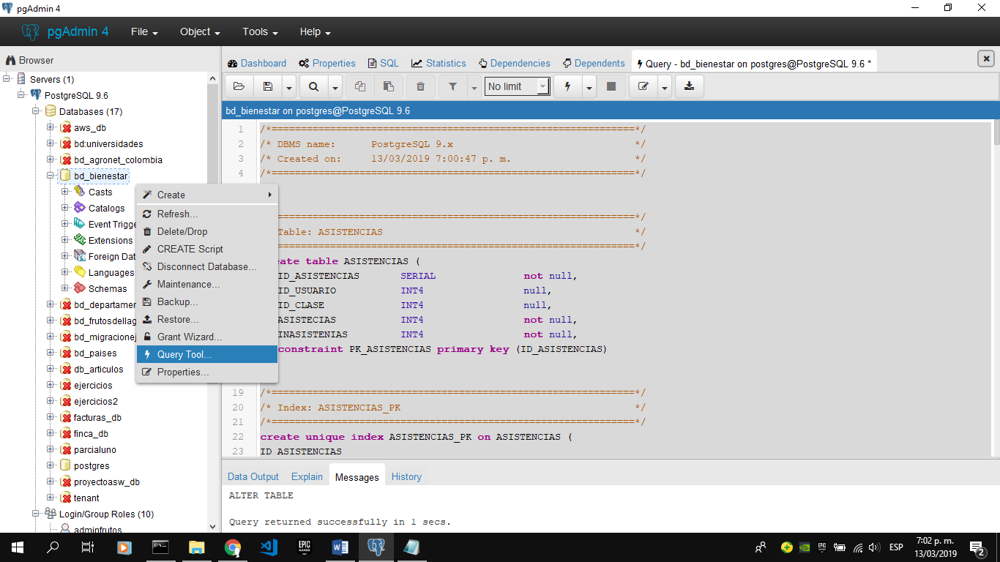 pgAdmin 4
pgAdmin 4 File Object Tools Help
Browser
Servers (1)
PostgreSQL 9.6
Databases (17)
aws_db
bd:universidades
bd_agronet_colombia
bd_bienestar
Casts
Catalogs
Event Trigge
Extensions
Foreign Dat
Languages
Schemas
bd_departamer
bd_frutosdellag
bd_migracionej
bd_paises
db_articulos
ejercicios
ejercicios2
facturas_db
finca_db
parcialuno
postgres
proyectoasw_db
tenant
Login/Group Roles (10)
adminfrutos
Create
Refresh...
Delete/Drop
CREATE Script
Disconnect Database...
Maintenance...
Backup...
Restore...
Grant Wizard...
Query Tool...
Properties...
Dashboard Properties SQL Statistics Dependencies Dependents Query - bd_bienestar on postgres@PostgreSQL 9.6 *
No limit
bd_bienestar on postgres@PostgreSQL 9.6
1 /*==============================================================*/
2 /* DBMS name: PostgreSQL 9.x */
3 /* Created on: 13/03/2019 7:00:47 p. m. */
4 /*==============================================================*/
==============================================================*/
Table: ASISTENCIAS */
==============================================================*/
eate table ASISTENCIAS (
ID_ASISTENCIAS SERIAL not null,
ID_USUARIO INT4 null,
ID_CLASE INT4 null,
ASISTECIAS INT4 not null,
INASISTENIAS INT4 not null,
constraint PK_ASISTENCIAS primary key (ID_ASISTENCIAS)
19 /*==============================================================*/
20 /* Index: ASISTENCIAS_PK */
21 /*==============================================================*/
22 create unique index ASISTENCIAS_PK on ASISTENCIAS (
23 ID_ASISTENCIAS
Data Output Explain Messages History
ALTER TABLE
Query returned successfully in 1 secs.
EPIC GAMES
ESP
7:02 p. m.
13/03/2019
2